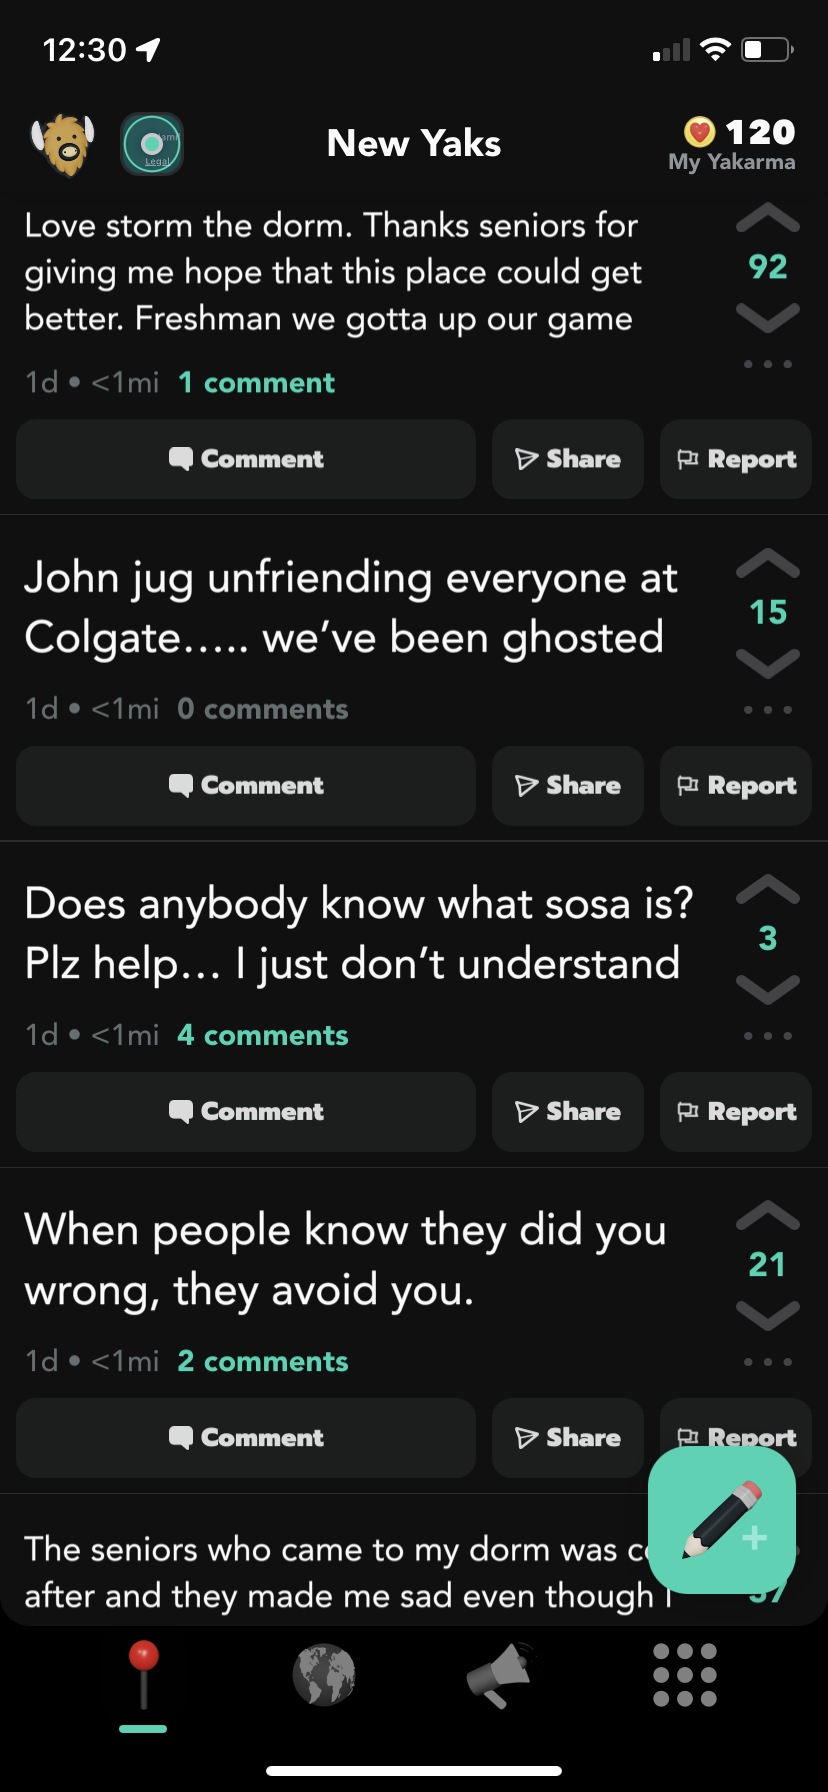 12:30
New Yaks
120
My Yakarma
Legal
Love storm the dorm. Thanks seniors for
giving me hope that this place could get
better. Freshman we gotta up our game
92
1d • <1mi 1 comment
Comment Share Report
John jug unfriending everyone at
Colgate..... we’ve been ghosted
15
1d • <1mi 0 comments
Comment Share Report
Does anybody know what sosa is?
Plz help... I just don’t understand
3
1d • <1mi 4 comments
Comment Share Report
When people know they did you
wrong, they avoid you.
21
1d • <1mi 2 comments
Comment Share Report
The seniors who came to my dorm was
after and they made me sad even though I